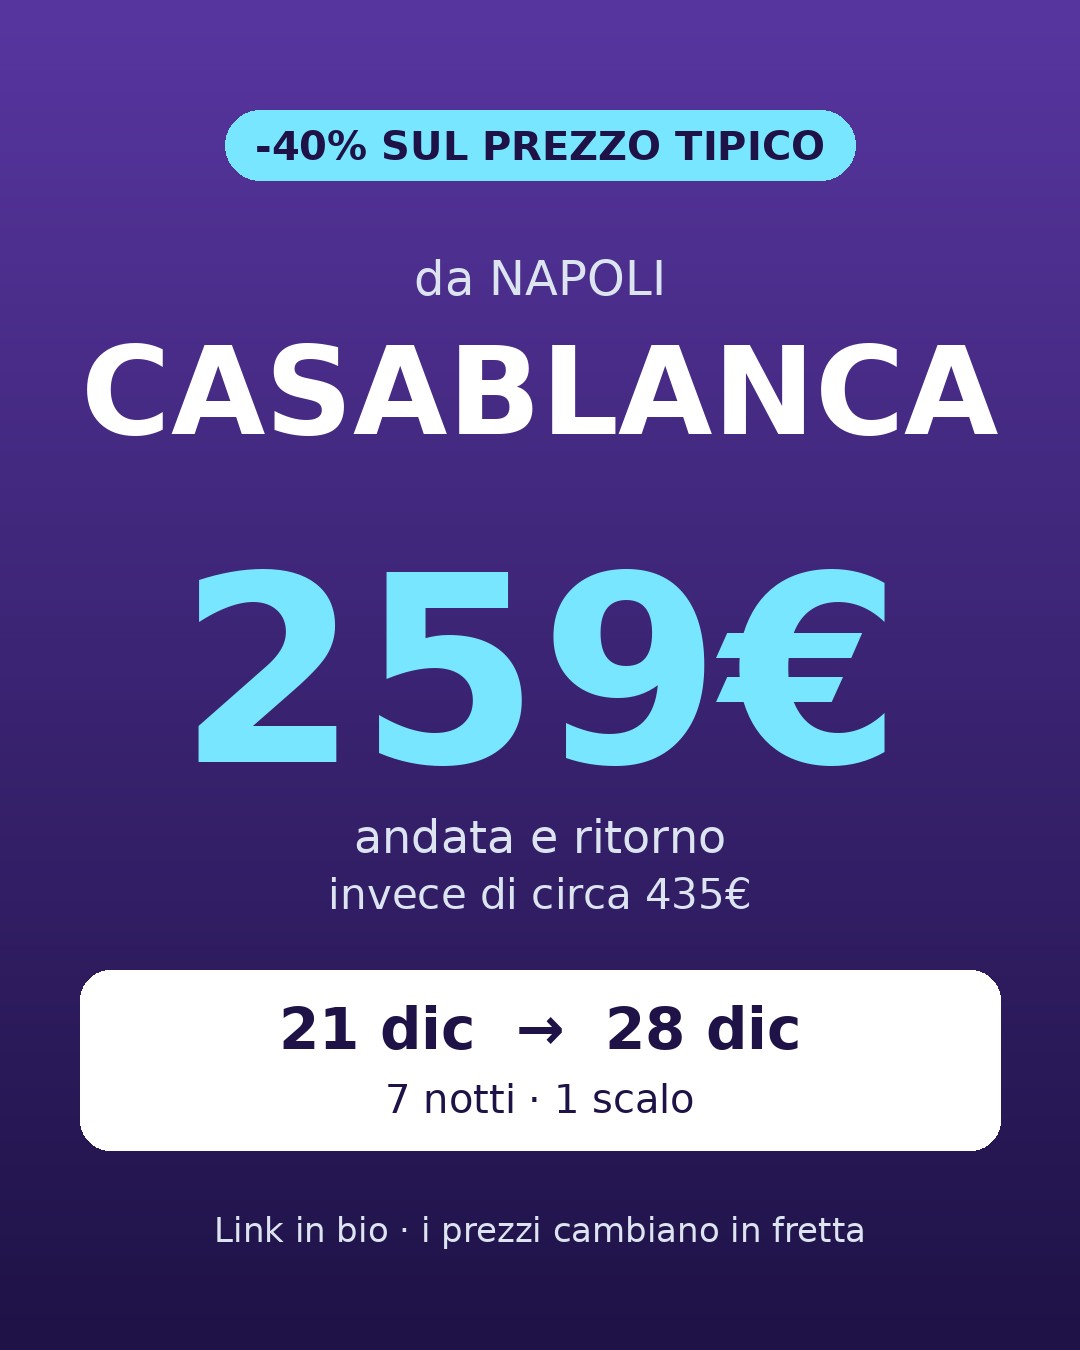 -40% SUL PREZZO TIPICO
da NAPOLI
CASABLANCA
259€
andata e ritorno
invece di circa 435€
21 dic → 28 dic
7 notti · 1 scalo
Link in bio · i prezzi cambiano in fretta